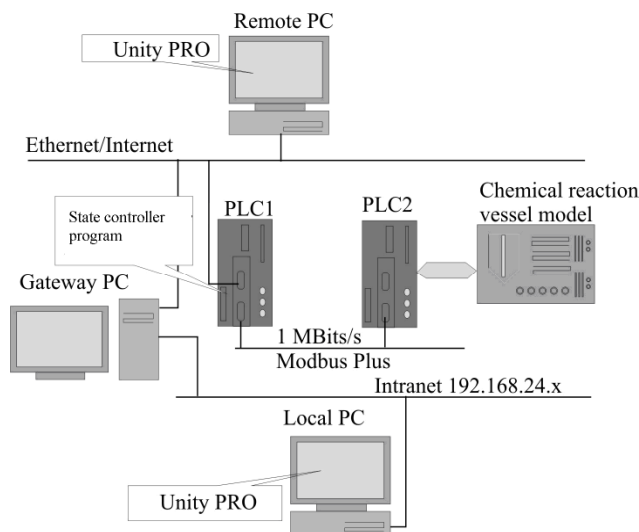 Remote PC
Unity PRO
Ethernet/Internet
State controller
program
PLC1
PLC2
Chemical reaction
vessel model
Gateway PC
1 MBits/s
Modbus Plus
Intranet 192.168.24.x
Local PC
Unity PRO